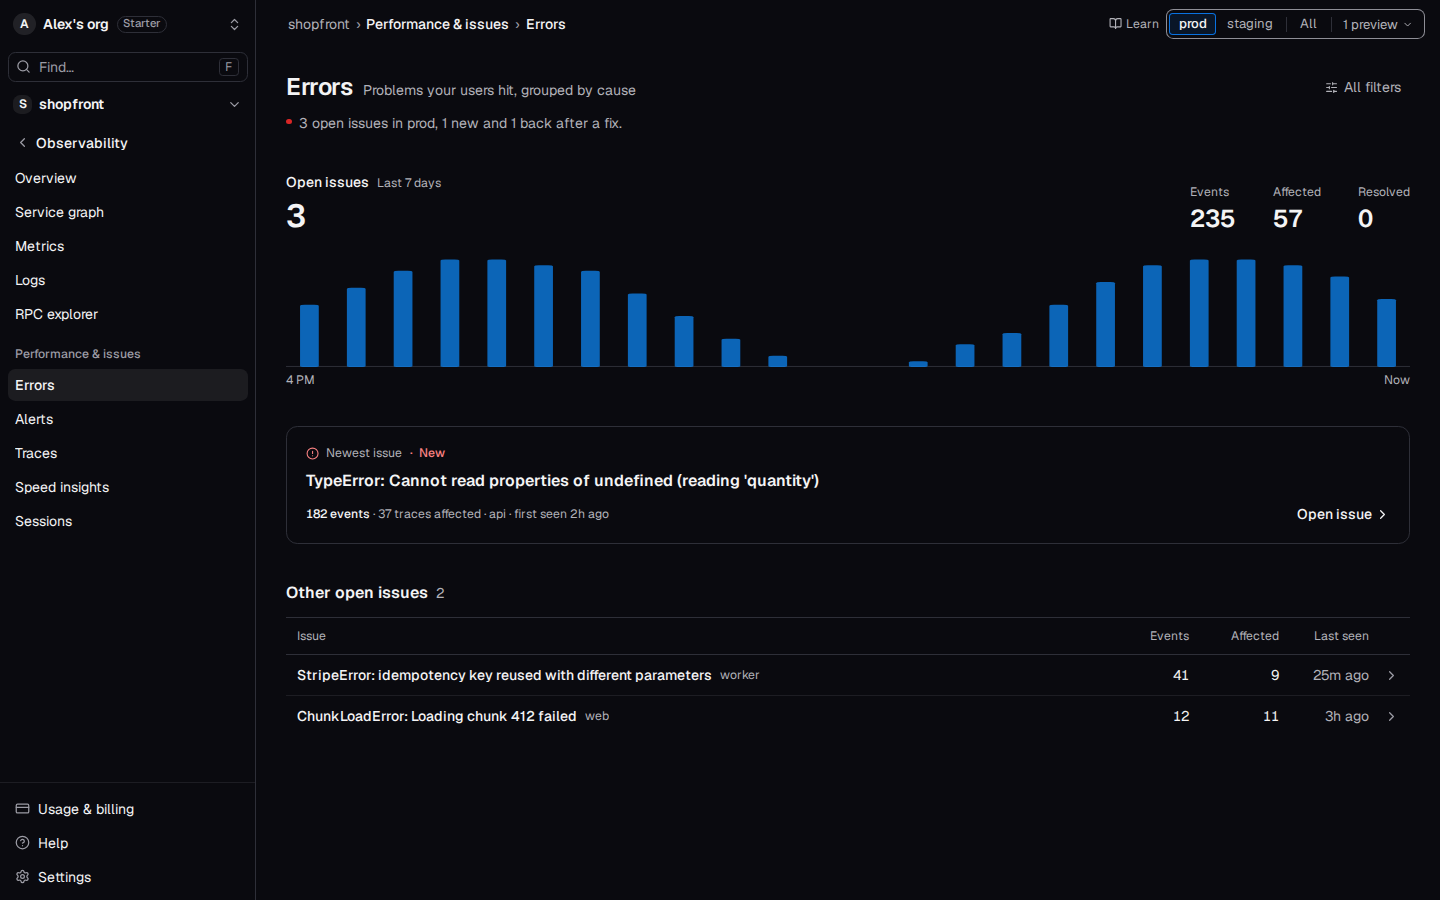 A Alex's org Starter
Find... F
S shopfront
Observability
Overview
Service graph
Metrics
Logs
RPC explorer
Performance & issues
Errors
Alerts
Traces
Speed insights
Sessions
Usage & billing
Help
Settings
shopfront › Performance & issues › Errors
Learn prod staging All 1 preview
Errors Problems your users hit, grouped by cause
All filters
3 open issues in prod, 1 new and 1 back after a fix.
Open issues Last 7 days
3
Events Affected Resolved
235 57 0
4 PM Now
Newest issue · New
TypeError: Cannot read properties of undefined (reading 'quantity')
182 events · 37 traces affected · api · first seen 2h ago
Open issue
Other open issues 2
Issue Events Affected Last seen
StripeError: idempotency key reused with different parameters worker 41 9 25m ago
ChunkLoadError: Loading chunk 412 failed web 12 11 3h ago